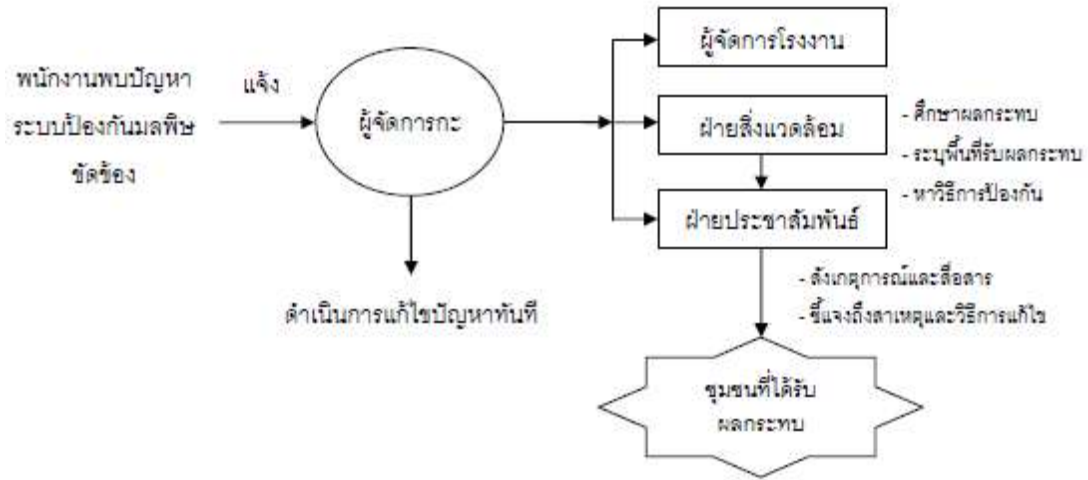 พนักงานพบปัญหา
ระบบป้องกันมลพิษ
ขัดข้อง
แจ้ง
ผู้จัดการกะ
ดำเนินการแก้ไขปัญหาทันที
ผู้จัดการโรงงาน
ฝ่ายสิ่งแวดล้อม
- ศึกษาผลกระทบ
- ระบุพื้นที่รับผลกระทบ
- หาวิธีการป้องกัน
ฝ่ายประชาสัมพันธ์
- สังเกตุการณ์และสื่อสาร
- ชี้แจงถึงสาเหตุและวิธีการแก้ไข
ชุมชนที่ได้รับ
ผลกระทบ